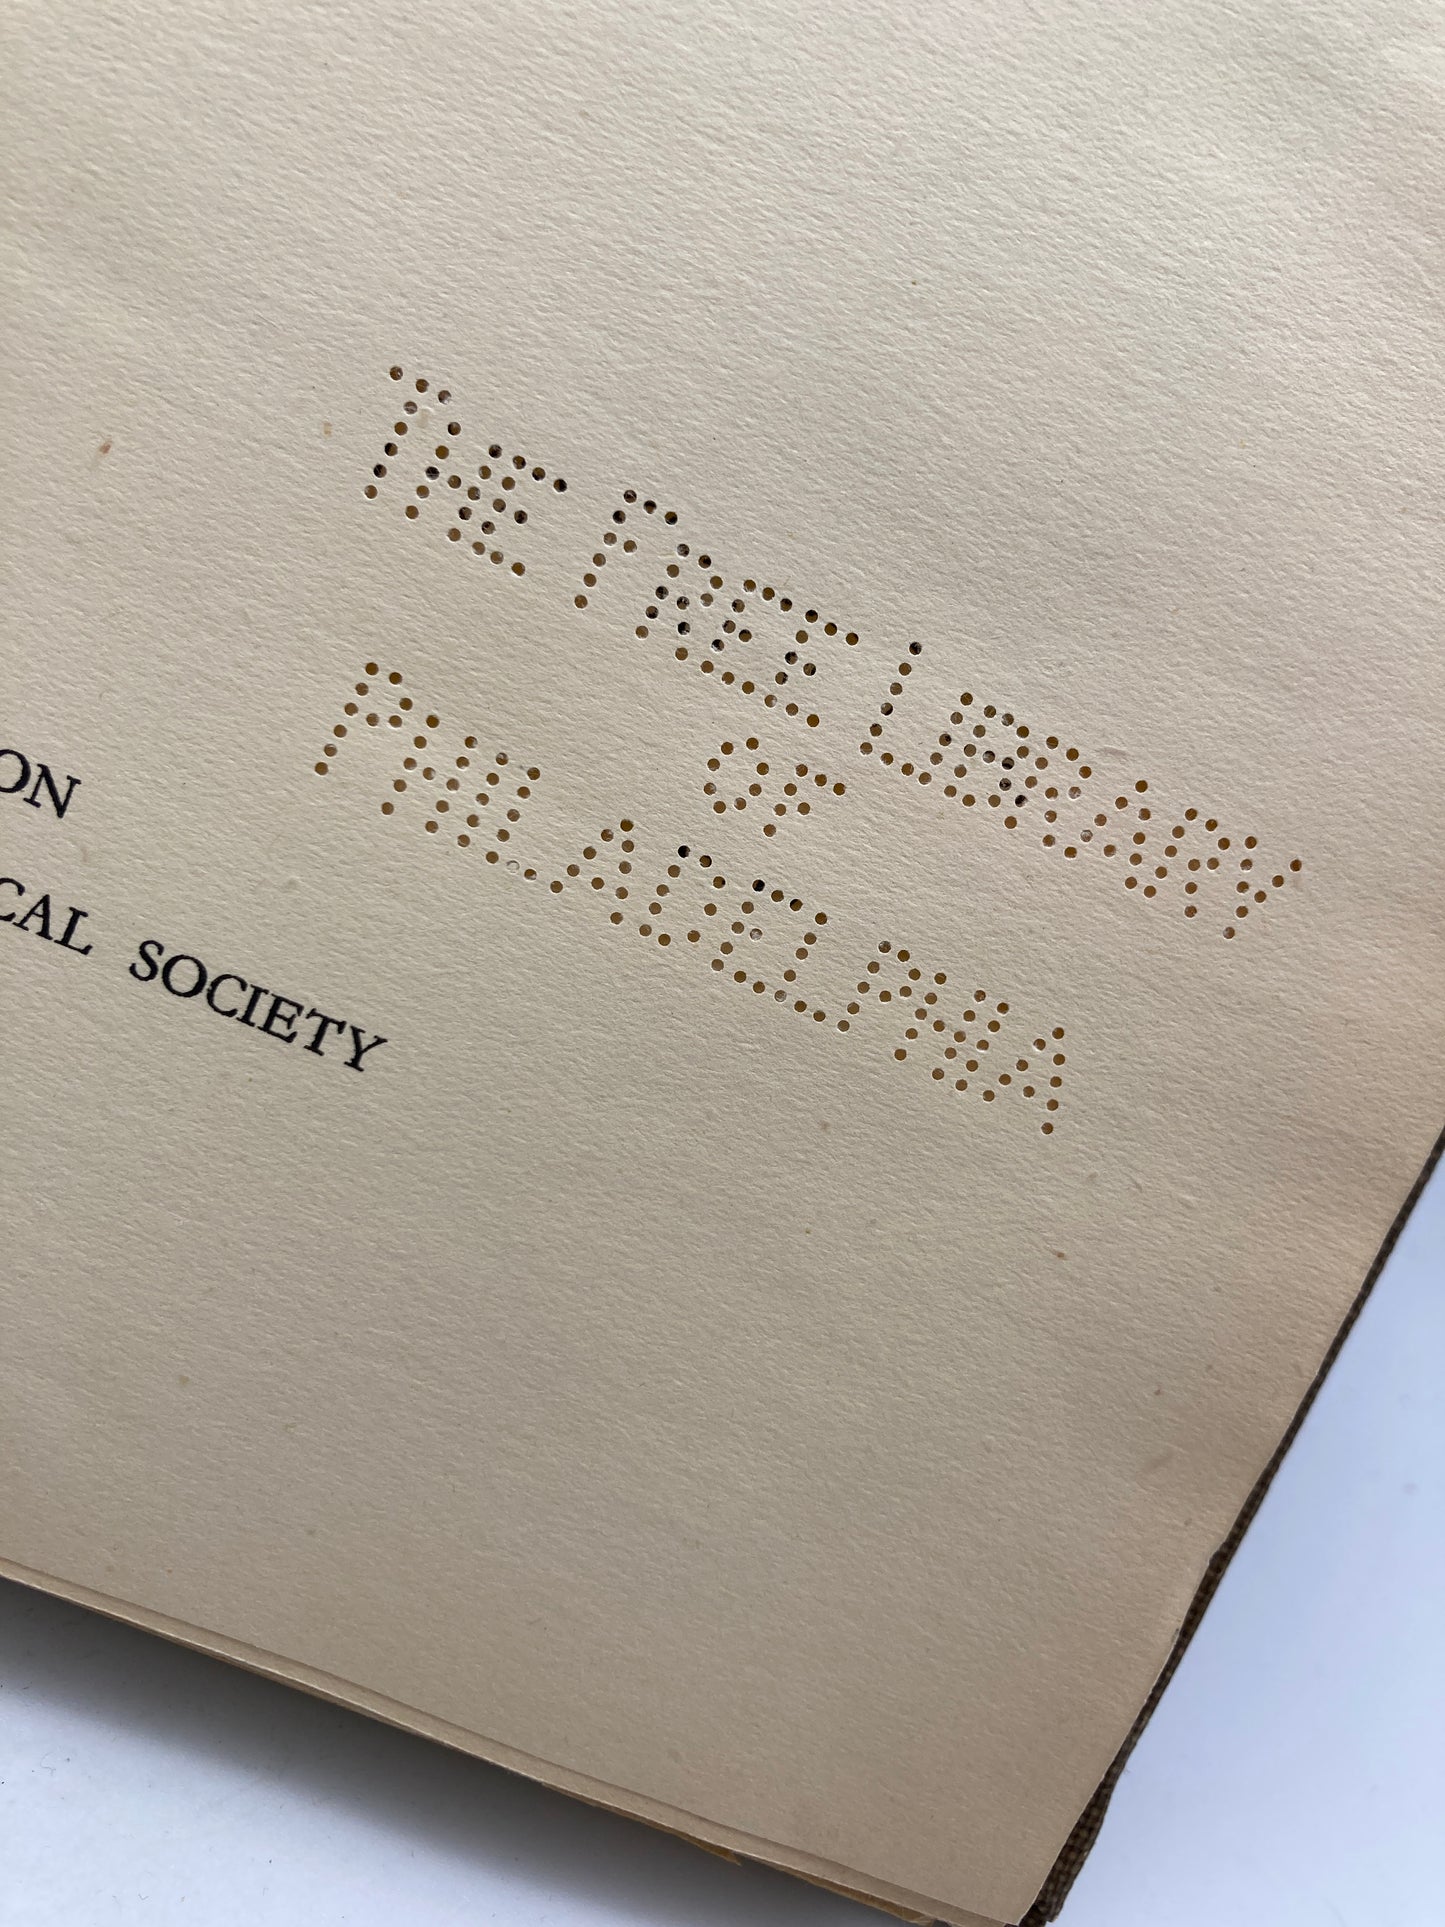 THE FREE LIBRARY
OF
PHILADELPHIA
ON
CAL SOCIETY